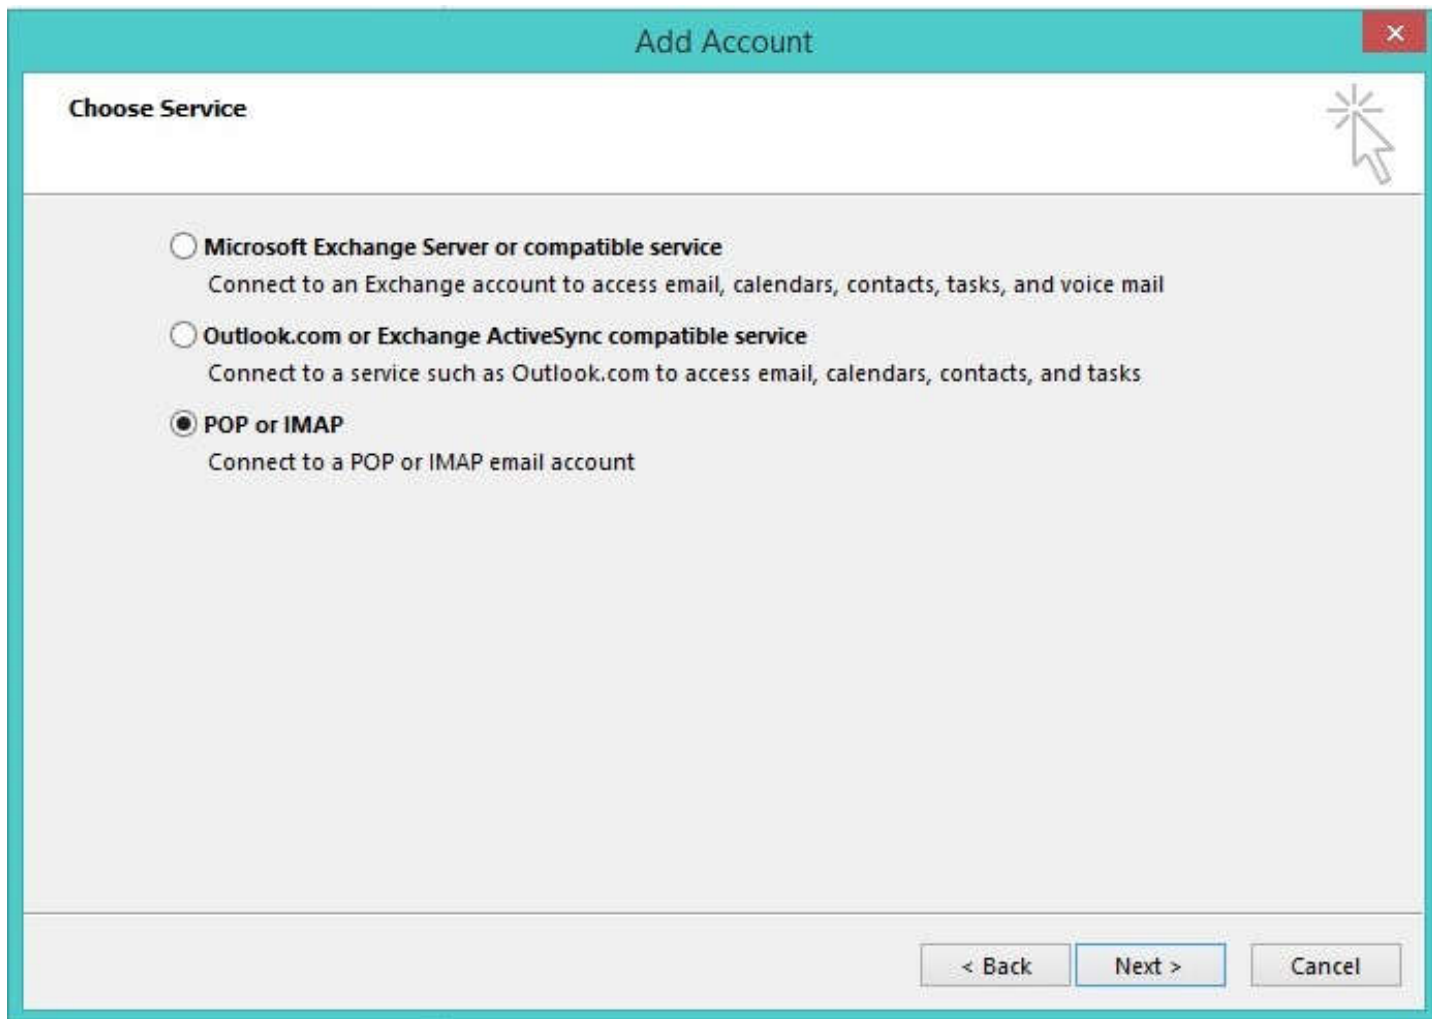 Add Account
Choose Service
Microsoft Exchange Server or compatible service
Connect to an Exchange account to access email, calendars, contacts, tasks, and voice mail
Outlook.com or Exchange ActiveSync compatible service
Connect to a service such as Outlook.com to access email, calendars, contacts, and tasks
POP or IMAP
Connect to a POP or IMAP email account
< Back Next > Cancel